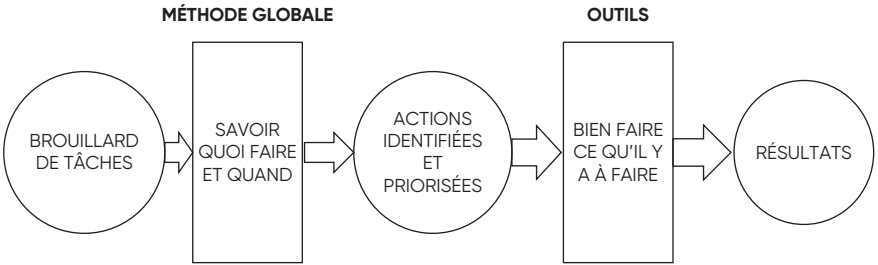 MÉTHODE GLOBALE
OUTILS
BROUILLARD
DE TÂCHES
SAVOIR
QUOI FAIRE
ET QUAND
ACTIONS
IDENTIFIÉES
ET
PRIORISÉES
BIEN FAIRE
CE QU’IL Y
A À FAIRE
RÉSULTATS